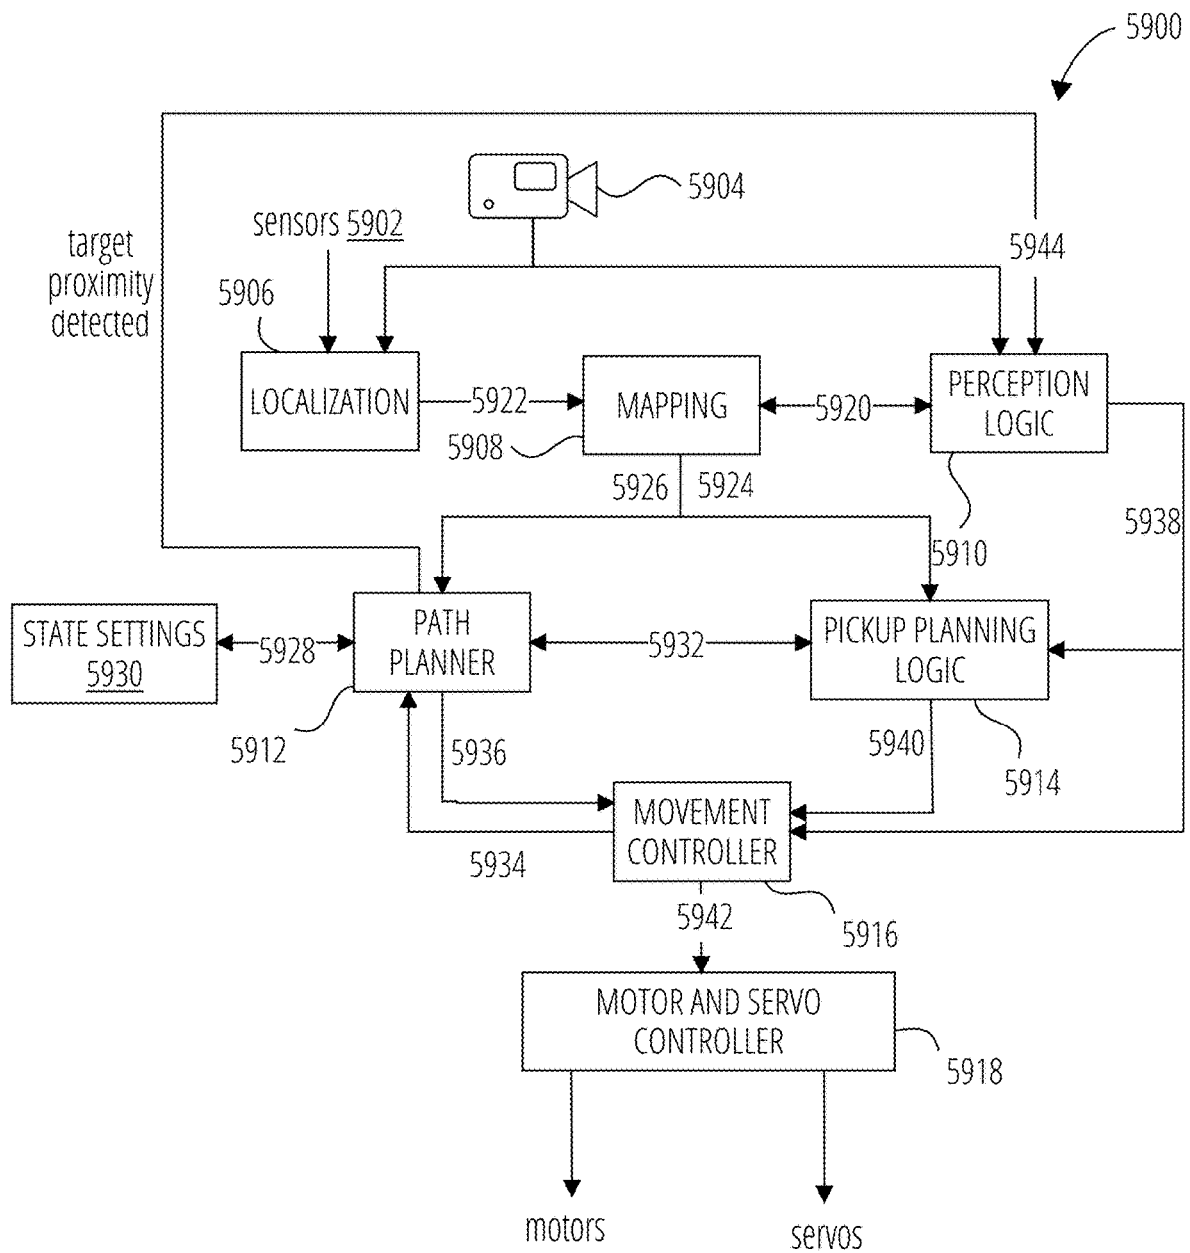 5900
5904
sensors 5902
target
proximity
detected
5944
5906
LOCALIZATION
5922
MAPPING
5920
PERCEPTION
LOGIC
5908
5926
5924
5910
5938
STATE SETTINGS
5930
5928
PATH
PLANNER
5932
PICKUP PLANNING
LOGIC
5912
5936
5940
5914
MOVEMENT
CONTROLLER
5934
5942
5916
MOTOR AND SERVO
CONTROLLER
5918
motors
servos